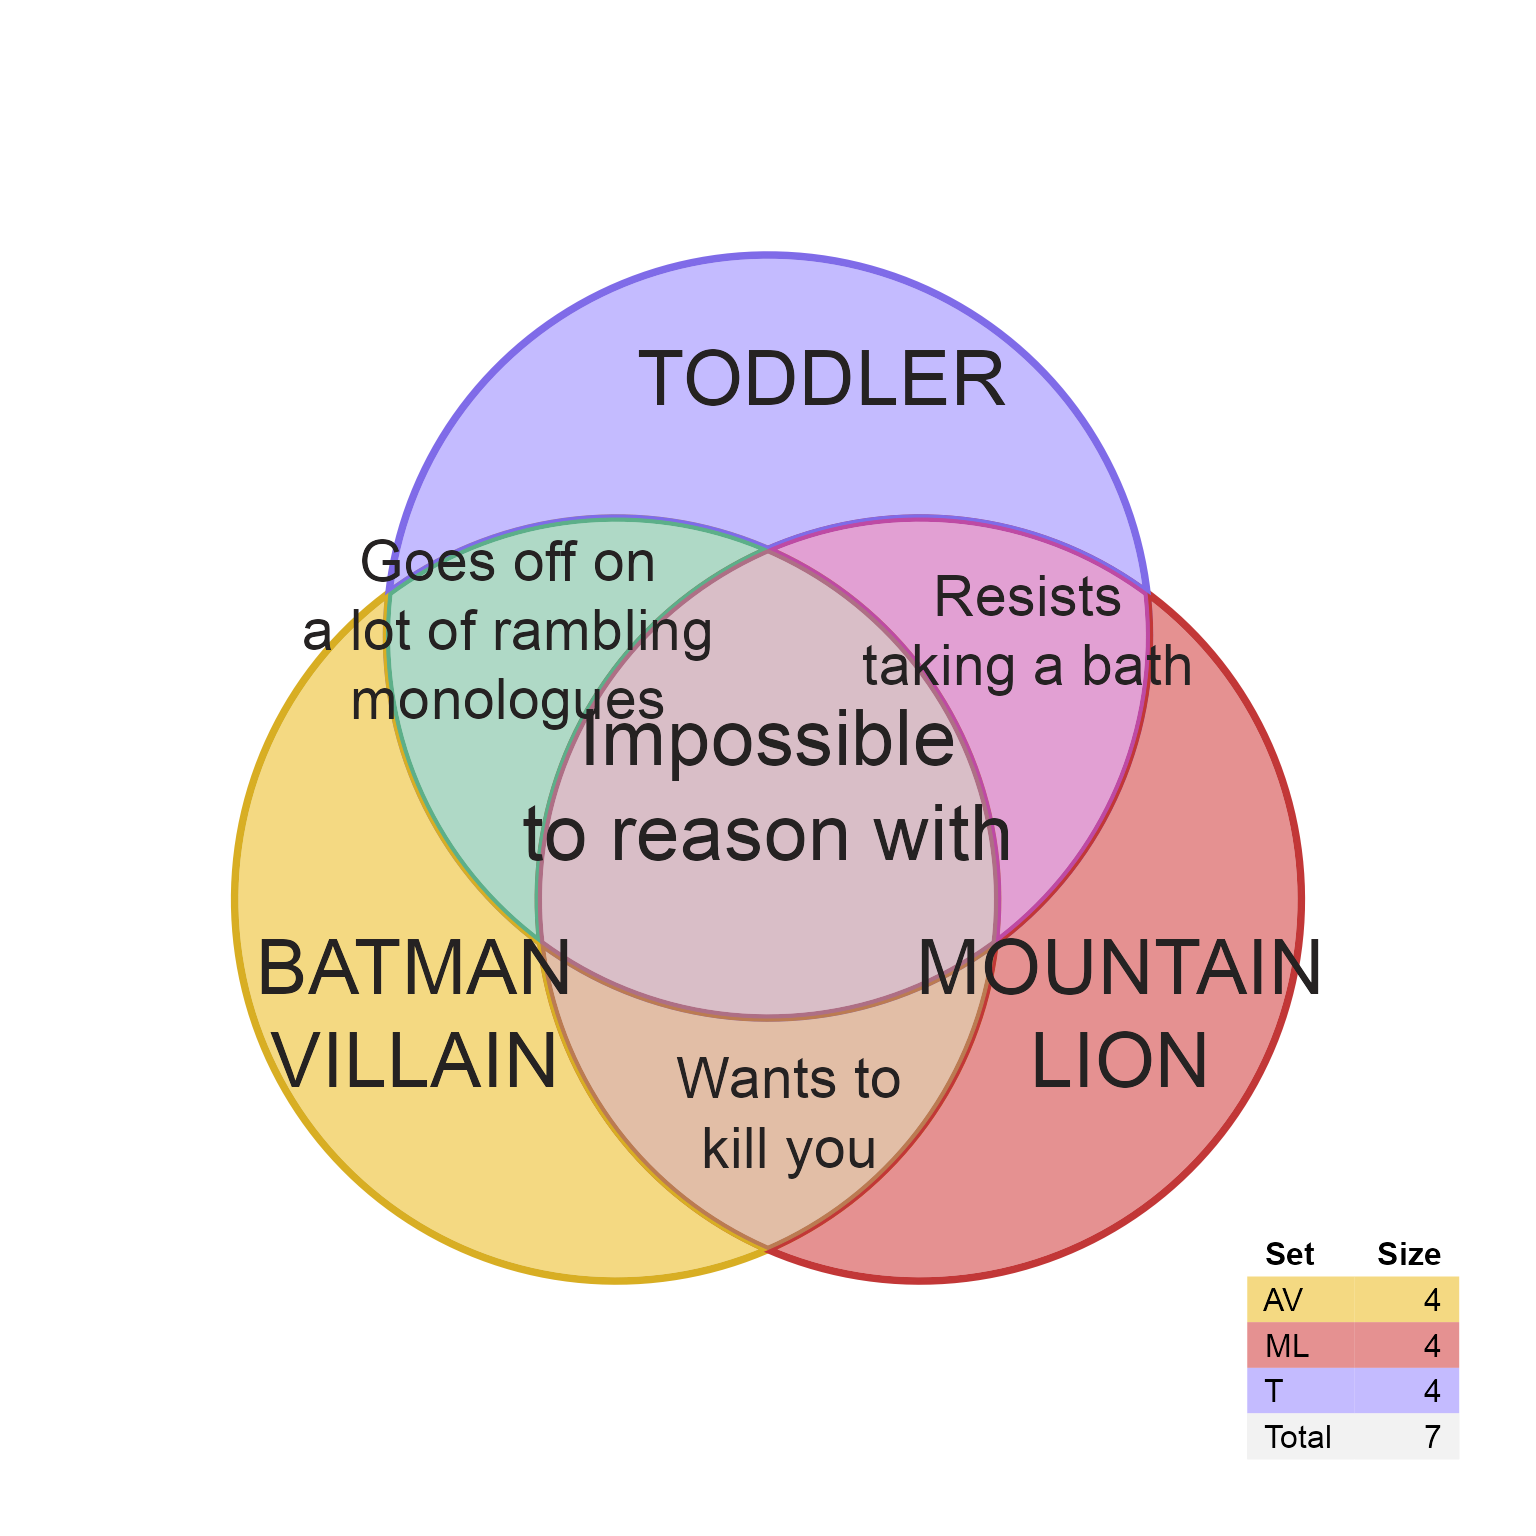 TODDLER
Goes off on
a lot of rambling
monologues
Resists
taking a bath
Impossible
to reason with
BATMAN
VILLAIN
MOUNTAIN
LION
Wants to
kill you
Set Size
AV 4
ML 4
T 4
Total 7